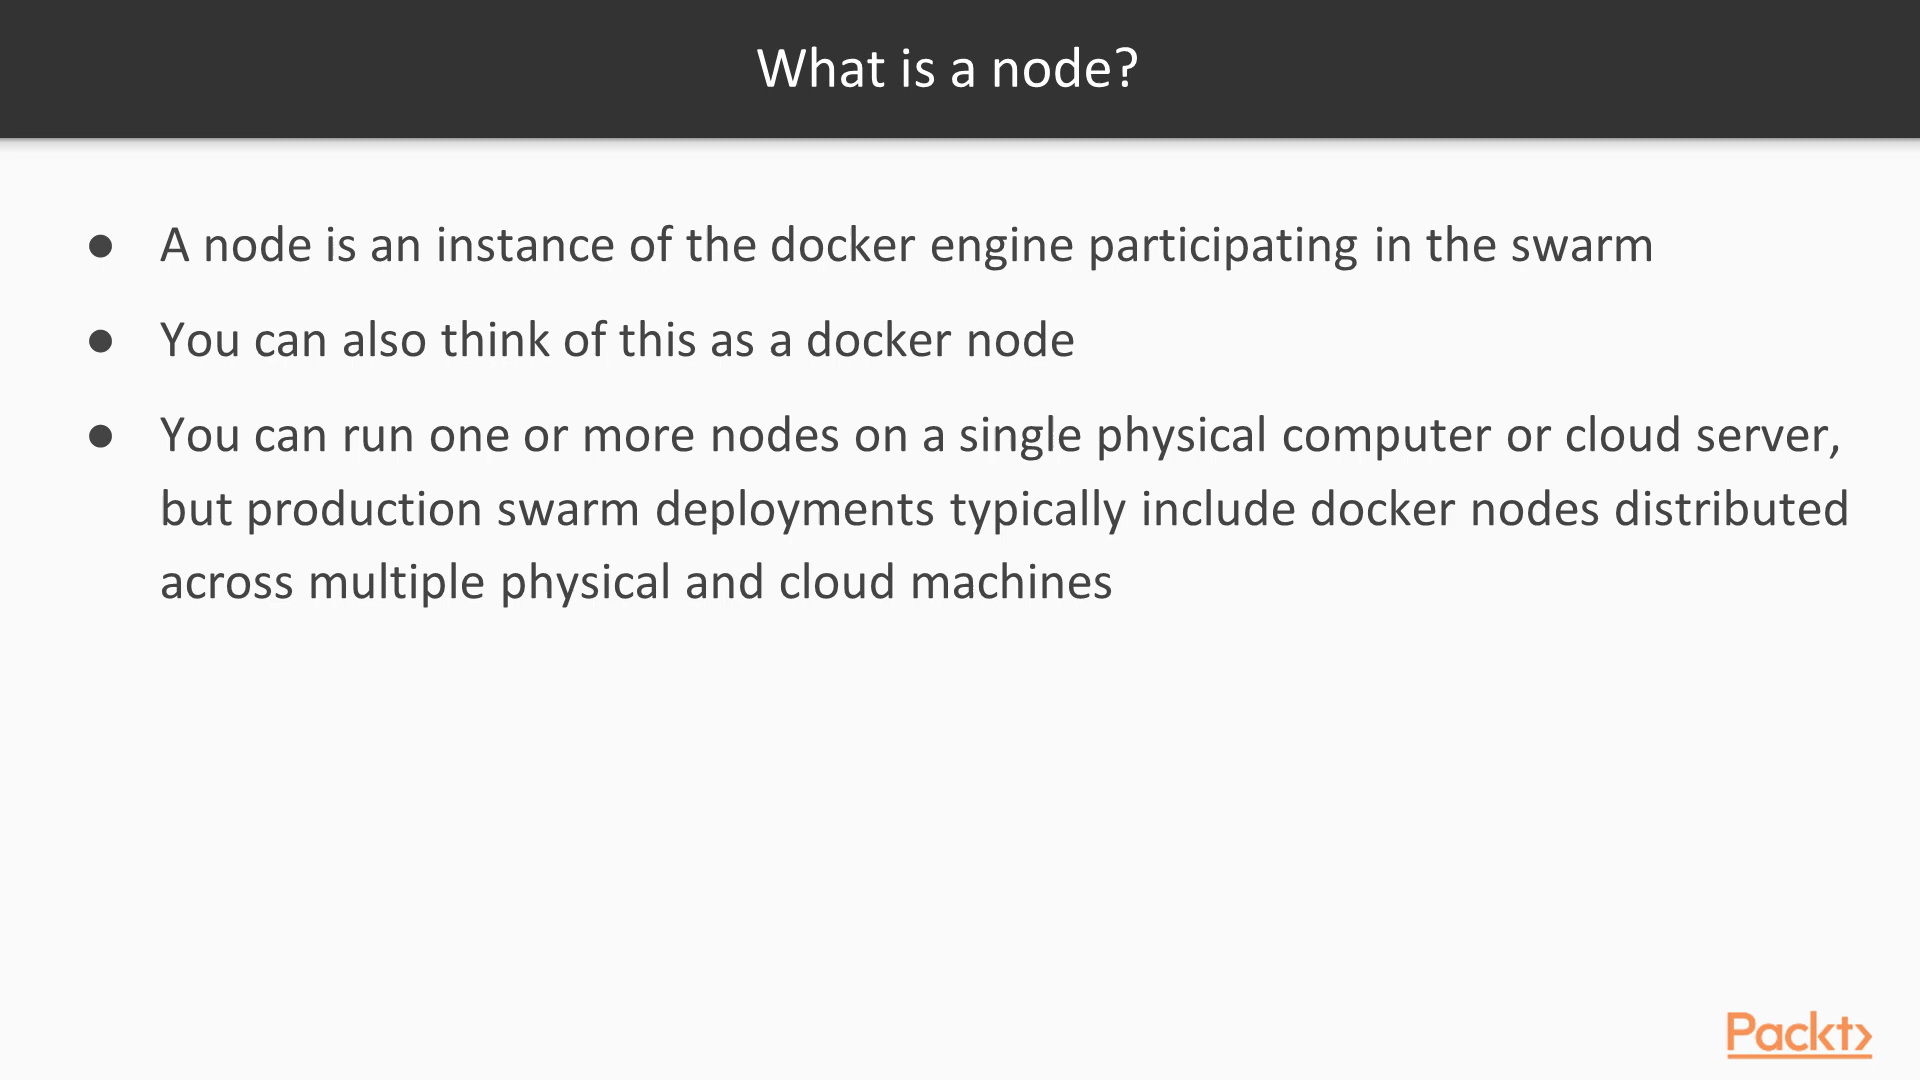 What is a node?
● A node is an instance of the docker engine participating in the swarm
● You can also think of this as a docker node
● You can run one or more nodes on a single physical computer or cloud server,
but production swarm deployments typically include docker nodes distributed
across multiple physical and cloud machines
Packt>